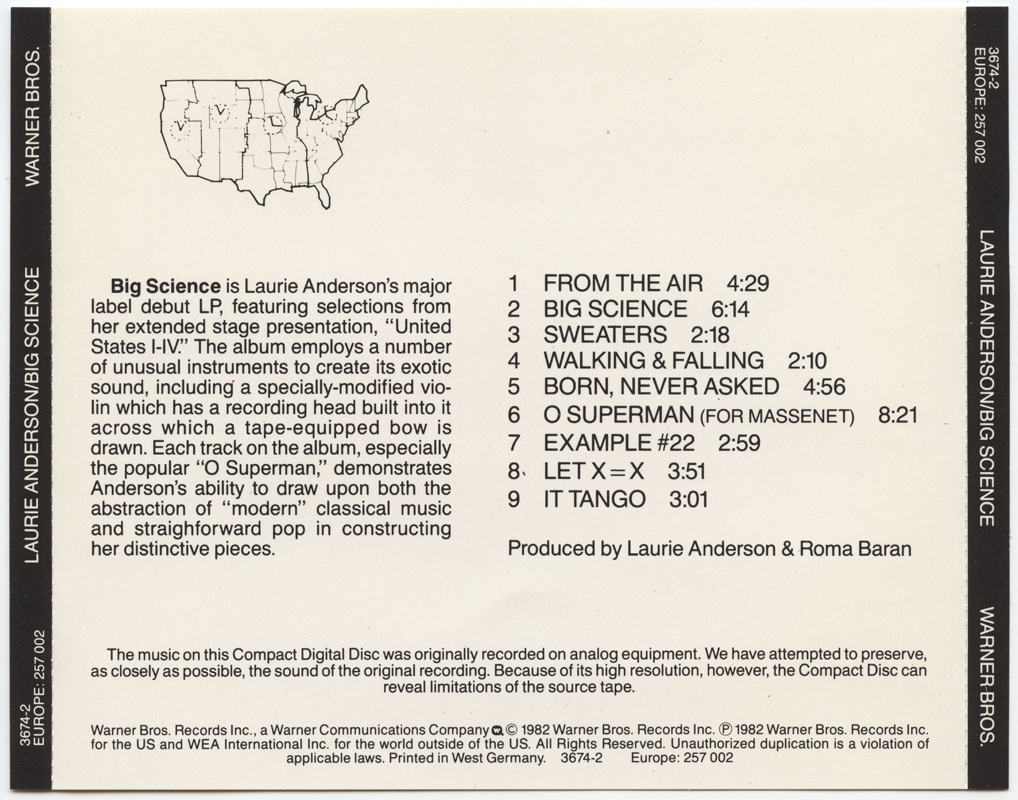 WARNER BROS.
LAURIE ANDERSON/BIG SCIENCE
3674-2
EUROPE: 257 002
Big Science is Laurie Anderson's major
label debut LP, featuring selections from
her extended stage presentation, "United
States I-IV." The album employs a number
of unusual instruments to create its exotic
sound, including a specially-modified vio-
lin which has a recording head built into it
across which a tape-equipped bow is
drawn. Each track on the album, especially
the popular "O Superman," demonstrates
Anderson's ability to draw upon both the
abstraction of "modern" classical music
and straighforward pop in constructing
her distinctive pieces.
1 FROM THE AIR 4:29
2 BIG SCIENCE 6:14
3 SWEATERS 2:18
4 WALKING & FALLING 2:10
5 BORN, NEVER ASKED 4:56
6 O SUPERMAN (FOR MASSENET) 8:21
7 EXAMPLE #22 2:59
8 LET X=X 3:51
9 IT TANGO 3:01
Produced by Laurie Anderson & Roma Baran
The music on this Compact Digital Disc was originally recorded on analog equipment. We have attempted to preserve,
as closely as possible, the sound of the original recording. Because of its high resolution, however, the Compact Disc can
reveal limitations of the source tape.
Warner Bros. Records Inc., a Warner Communications Company © 1982 Warner Bros. Records Inc. ℗ 1982 Warner Bros. Records Inc.
for the US and WEA International Inc. for the world outside of the US. All Rights Reserved. Unauthorized duplication is a violation of
applicable laws. Printed in West Germany. 3674-2 Europe: 257 002
3674-2
EUROPE: 257 002
LAURIE ANDERSON/BIG SCIENCE
WARNER BROS.